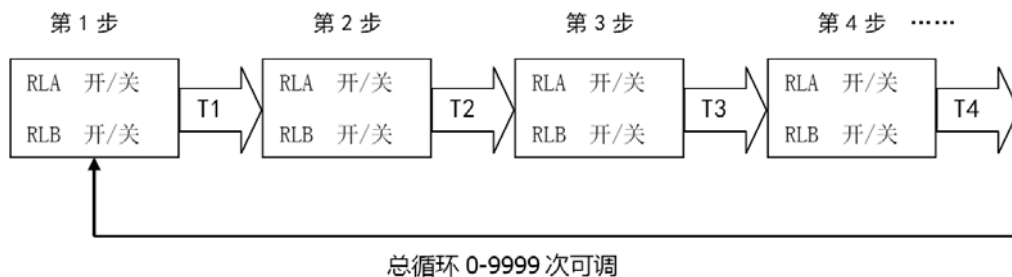 第1步 第2步 第3步 第4步 ……
RLA 开/关 RLA 开/关 RLA 开/关 RLA 开/关
T1 T2 T3 T4
RLB 开/关 RLB 开/关 RLB 开/关 RLB 开/关
总循环 0-9999 次可调